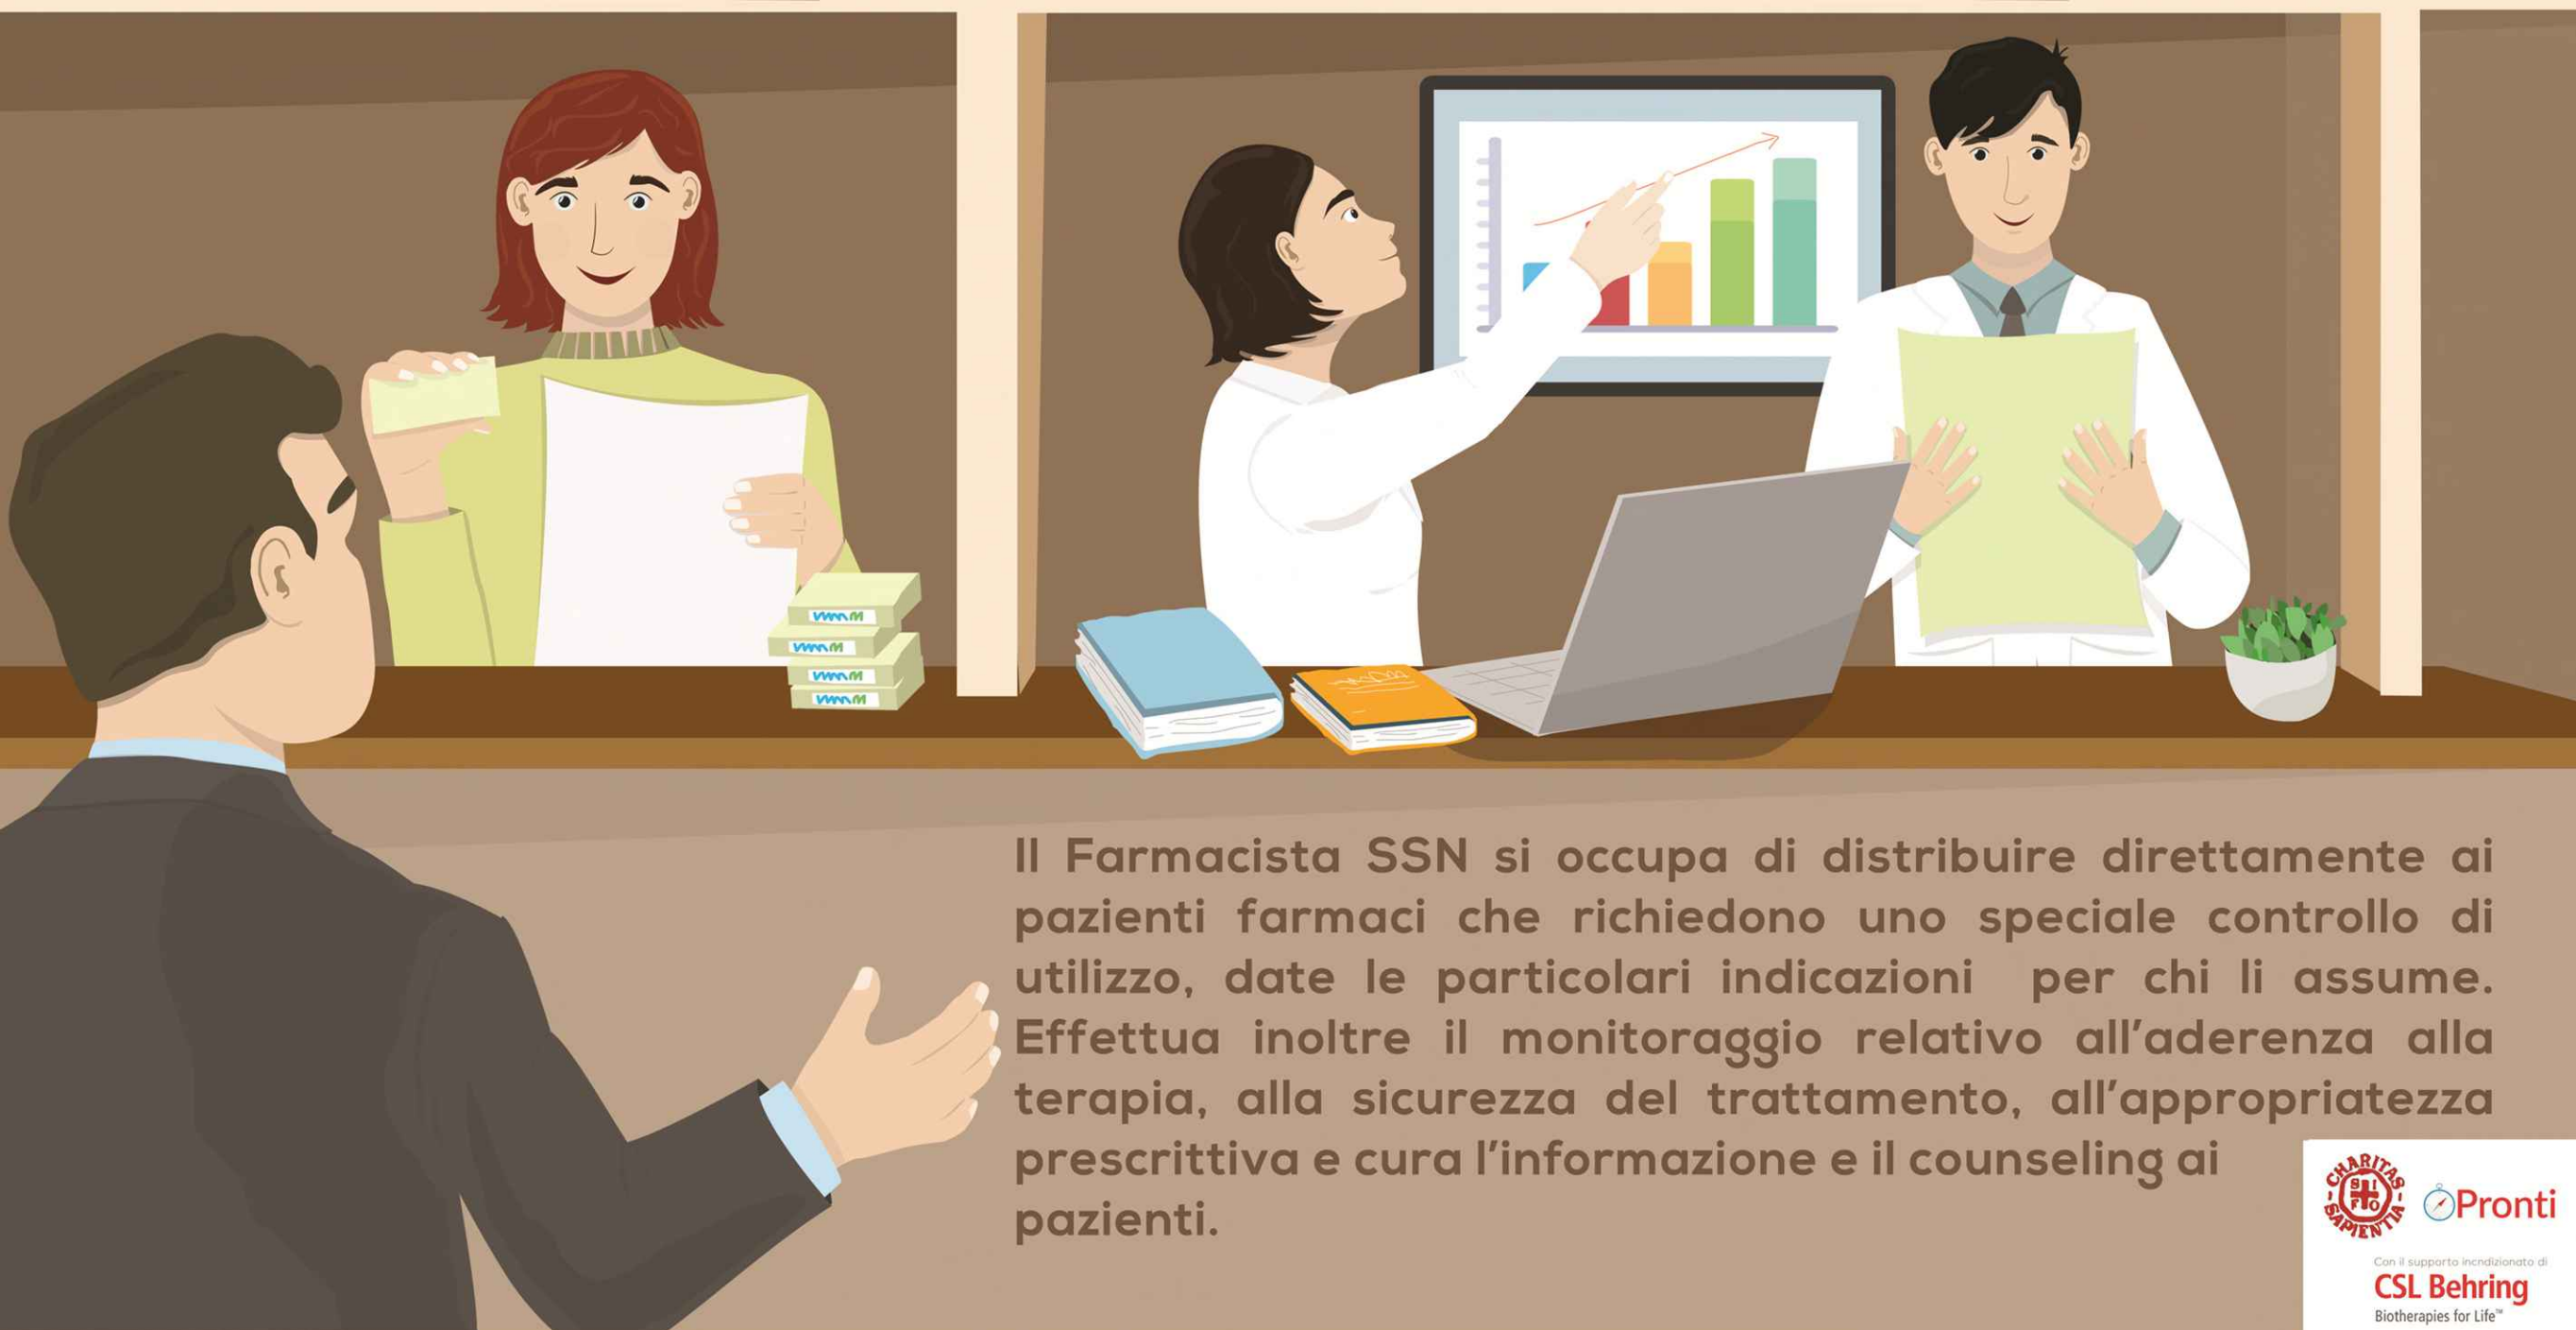 Il Farmacista SSN si occupa di distribuire direttamente ai
pazienti farmaci che richiedono uno speciale controllo di
utilizzo, date le particolari indicazioni per chi li assume.
Effettua inoltre il monitoraggio relativo all'aderenza alla
terapia, alla sicurezza del trattamento, all'appropriatezza
prescrittiva e cura l'informazione e il counseling ai
pazienti.
CHARITAS
SIFO
SAPIENTIA
Pronti
Con il supporto incndizionato di
CSL Behring
Biotherapies for Life™